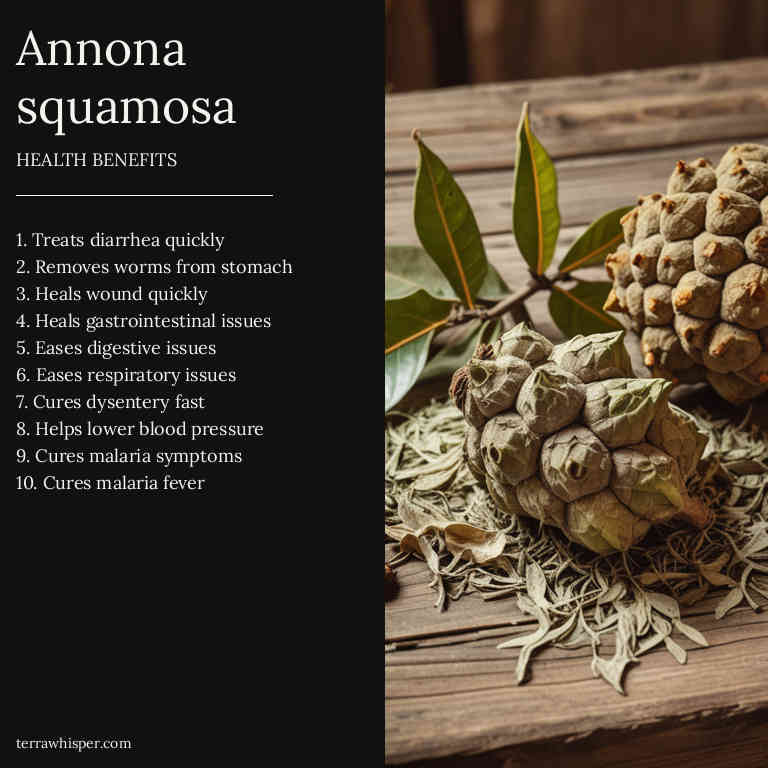 Annona
squamosa
HEALTH BENEFITS
1. Treats diarrhea quickly
2. Removes worms from stomach
3. Heals wound quickly
4. Heals gastrointestinal issues
5. Eases digestive issues
6. Eases respiratory issues
7. Cures dysentery fast
8. Helps lower blood pressure
9. Cures malaria symptoms
10. Cures malaria fever
terrawhisper.com